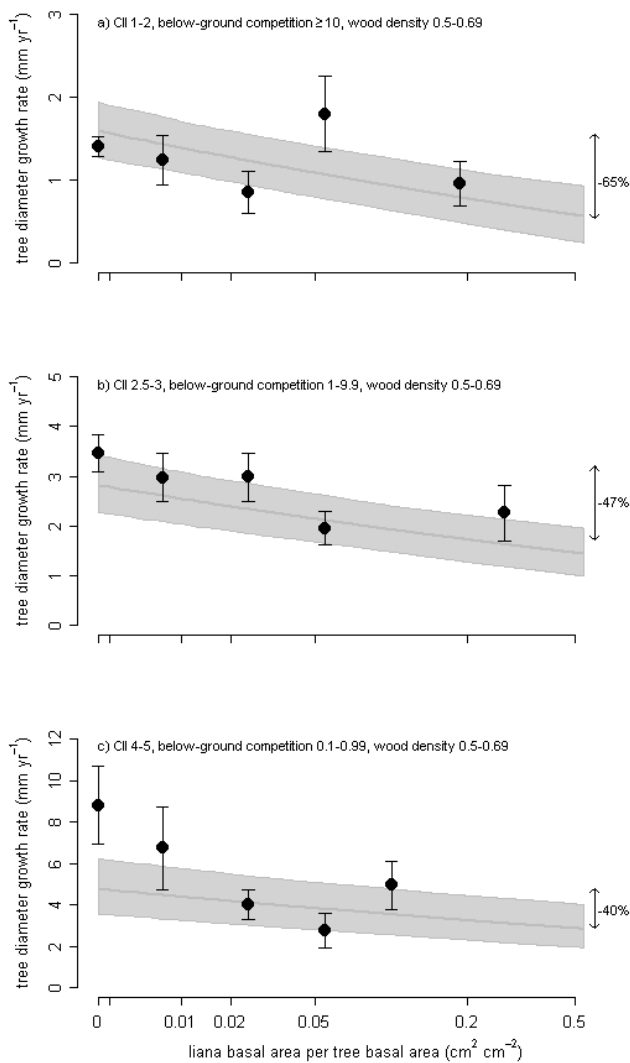 a) CII 1-2, below-ground competition ≥ 10, wood density 0.5-0.69
tree diameter growth rate (mm yr⁻¹)
3
2
1
0
-65%
b) CII 2.5-3, below-ground competition 1-9.9, wood density 0.5-0.69
tree diameter growth rate (mm yr⁻¹)
5
4
3
2
1
0
-47%
c) CII 4-5, below-ground competition 0.1-0.99, wood density 0.5-0.69
tree diameter growth rate (mm yr⁻¹)
12
10
8
6
4
2
0
-40%
0 0.01 0.02 0.05 0.2 0.5
liana basal area per tree basal area (cm² cm⁻²)